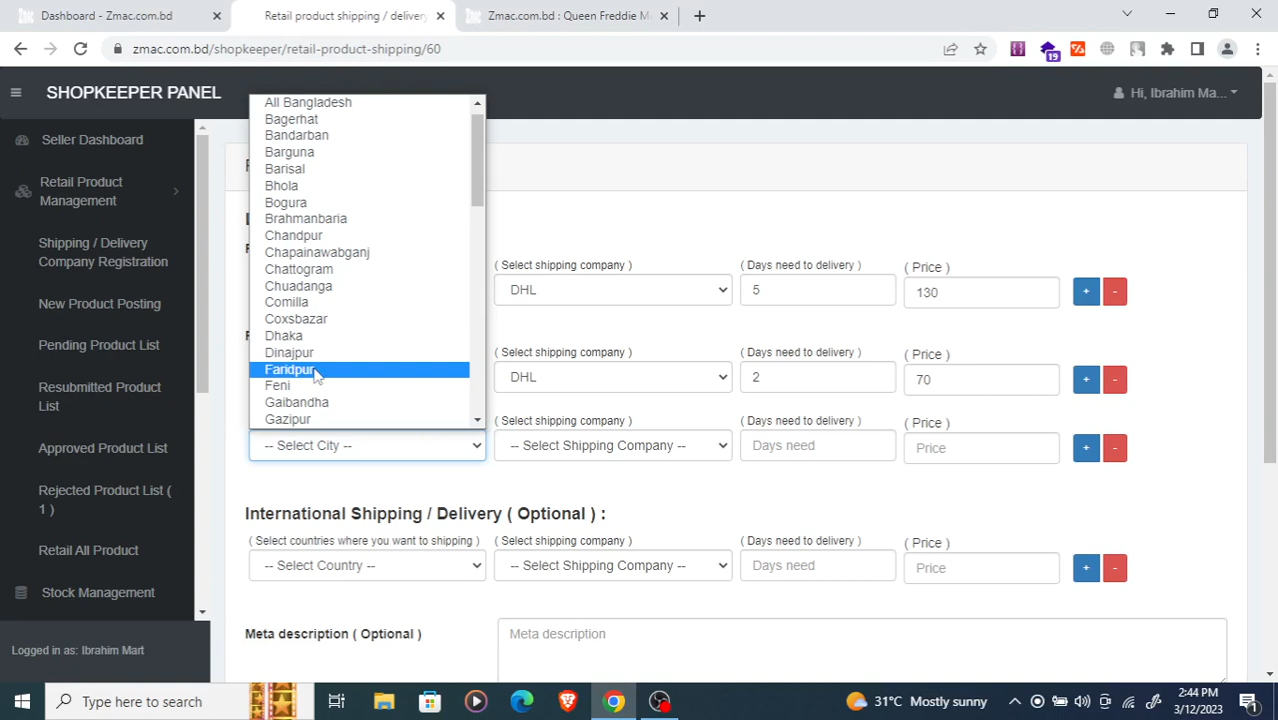 Dashboard - Zmac.com.bd
Retail product shipping / delivery
Zmac.com.bd : Queen Freddie M
zmac.com.bd/shopkeeper/retail-product-shipping/60
19
SHOPKEEPER PANEL
Hi, Ibrahim Ma...
Seller Dashboard
Retail Product
Management
Shipping / Delivery
Company Registration
New Product Posting
Pending Product List
Resubmitted Product
List
Approved Product List
Rejected Product List (
1 )
Retail All Product
Stock Management
Logged in as: Ibrahim Mart
All Bangladesh
Bagerhat
Bandarban
Barguna
Barisal
Bhola
Bogura
Brahmanbaria
Chandpur
Chapainawabganj
Chattogram
Chuadanga
Comilla
Coxsbazar
Dhaka
Dinajpur
Faridpur
Feni
Gaibandha
Gazipur
( Select shipping company ) ( Days need to delivery ) ( Price )
DHL 5 130 + -
( Select shipping company ) ( Days need to delivery ) ( Price )
DHL 2 70 + -
( Select shipping company ) ( Days need to delivery ) ( Price )
-- Select City -- -- Select Shipping Company -- Days need Price + -
International Shipping / Delivery ( Optional ) :
( Select countries where you want to shipping ) ( Select shipping company ) ( Days need to delivery ) ( Price )
-- Select Country -- -- Select Shipping Company -- Days need Price + -
Meta description ( Optional ) Meta description
Type here to search
31°C Mostly sunny
2:44 PM
3/12/2023
1